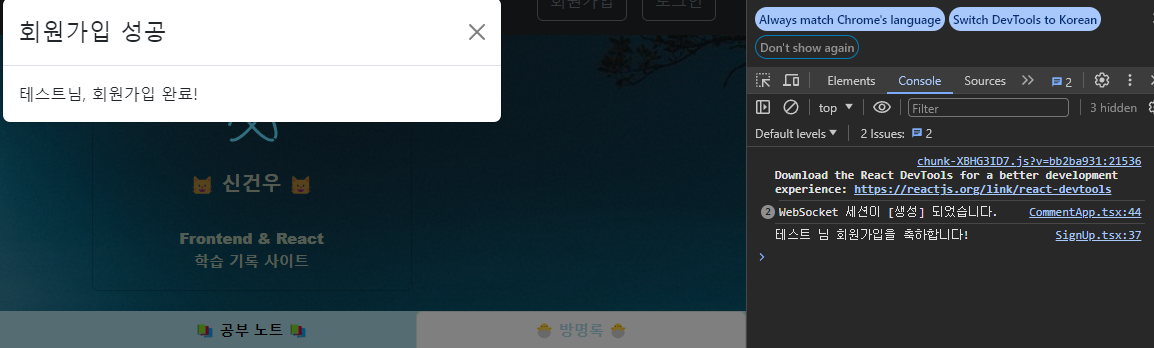 회원가입
로그인
회원가입 성공
테스트님, 회원가입 완료!
신건우
Frontend & React
학습 기록 사이트
공부 노트
방명록
Always match Chrome's language
Switch DevTools to Korean
Don't show again
Elements
Console
Sources
2
top
Filter
3 hidden
Default levels
2 Issues:
2
chunk-XBHG3ID7.js?v=bb2ba931:21536
Download the React DevTools for a better development
experience: https://reactjs.org/link/react-devtools
2
WebSocket 세션이 [생성] 되었습니다.
CommentApp.tsx:44
테스트 님 회원가입을 축하합니다!
SignUp.tsx:37